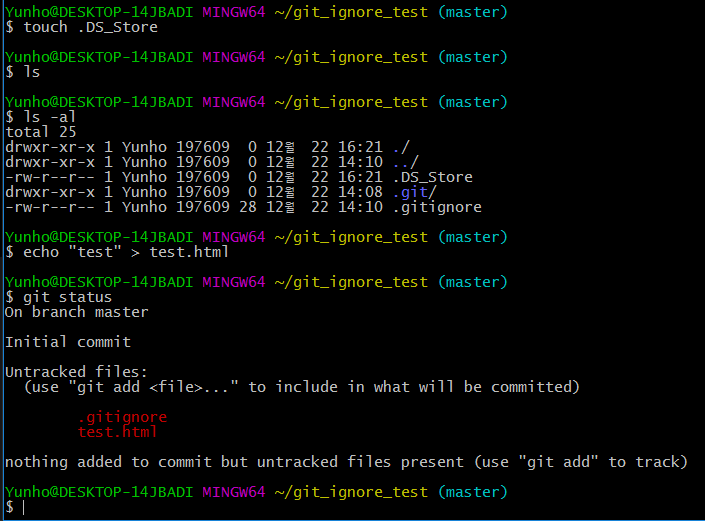 Yunho@DESKTOP-14JBADI MINGW64 ~/git_ignore_test (master)
$ touch .DS_Store
Yunho@DESKTOP-14JBADI MINGW64 ~/git_ignore_test (master)
$ ls
Yunho@DESKTOP-14JBADI MINGW64 ~/git_ignore_test (master)
$ ls -al
total 25
drwxr-xr-x 1 Yunho 197609  0 12월  22 16:21 ./
drwxr-xr-x 1 Yunho 197609  0 12월  22 14:10 ../
-rw-r--r-- 1 Yunho 197609  0 12월  22 16:21 .DS_Store
drwxr-xr-x 1 Yunho 197609  0 12월  22 14:08 .git/
-rw-r--r-- 1 Yunho 197609 28 12월  22 14:10 .gitignore
Yunho@DESKTOP-14JBADI MINGW64 ~/git_ignore_test (master)
$ echo "test" > test.html
Yunho@DESKTOP-14JBADI MINGW64 ~/git_ignore_test (master)
$ git status
On branch master
Initial commit
Untracked files:
  (use "git add <file>..." to include in what will be committed)
        .gitignore
        test.html
nothing added to commit but untracked files present (use "git add" to track)
Yunho@DESKTOP-14JBADI MINGW64 ~/git_ignore_test (master)
$